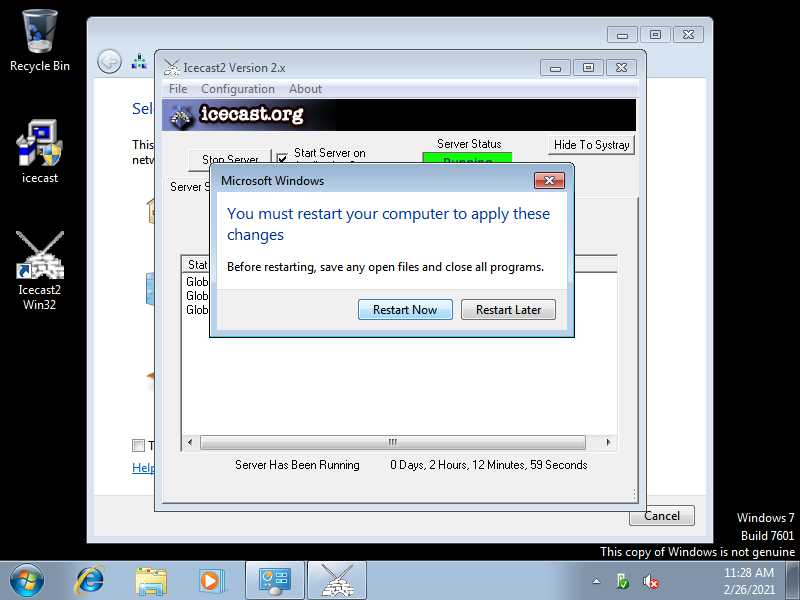 Recycle Bin
icecast
Icecast2
Win32
Sel
This
netw
Help
Cancel
Icecast2 Version 2.x
File Configuration About
icecast.org
Server Status
Hide To Systray
Stop Server
Start Server on
Running
Server S
Stat
Glob
Glob
Glob
Server Has Been Running 0 Days, 2 Hours, 12 Minutes, 59 Seconds
Microsoft Windows
You must restart your computer to apply these
changes
Before restarting, save any open files and close all programs.
Restart Now Restart Later
Windows 7
Build 7601
This copy of Windows is not genuine
11:28 AM
2/26/2021